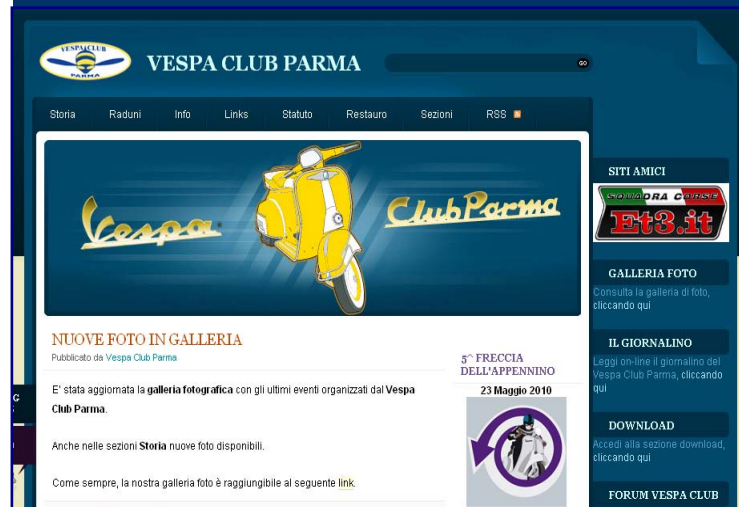 VESPA CLUB
PARMA
VESPA CLUB PARMA
GO
Storia Raduni Info Links Statuto Restauro Sezioni RSS
Vespa Club Parma
NUOVE FOTO IN GALLERIA
Pubblicato da Vespa Club Parma
E' stata aggiornata la galleria fotografica con gli ultimi eventi organizzati dal Vespa
Club Parma.
Anche nelle sezioni Storia nuove foto disponibili.
Come sempre, la nostra galleria foto è raggiungibile al seguente link.
5^ FRECCIA
DELL'APPENNINO
23 Maggio 2010
SITI AMICI
SQUADRA CORSE
Et3.it
GALLERIA FOTO
Consulta la galleria di foto,
cliccando qui
IL GIORNALINO
Leggi on-line il giornalino del
Vespa Club Parma, cliccando
qui
DOWNLOAD
Accedi alla sezione download,
cliccando qui
FORUM VESPA CLUB